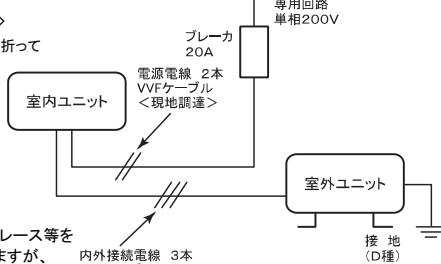 専用回路
単相200V
>
折って
ブレーカ
20A
電源電線 2本
VVFケーブル
<現地調達>
室内ユニット
室外ユニット
レース等を
ますが、
内外接続電線 3本
接 地
(D種)